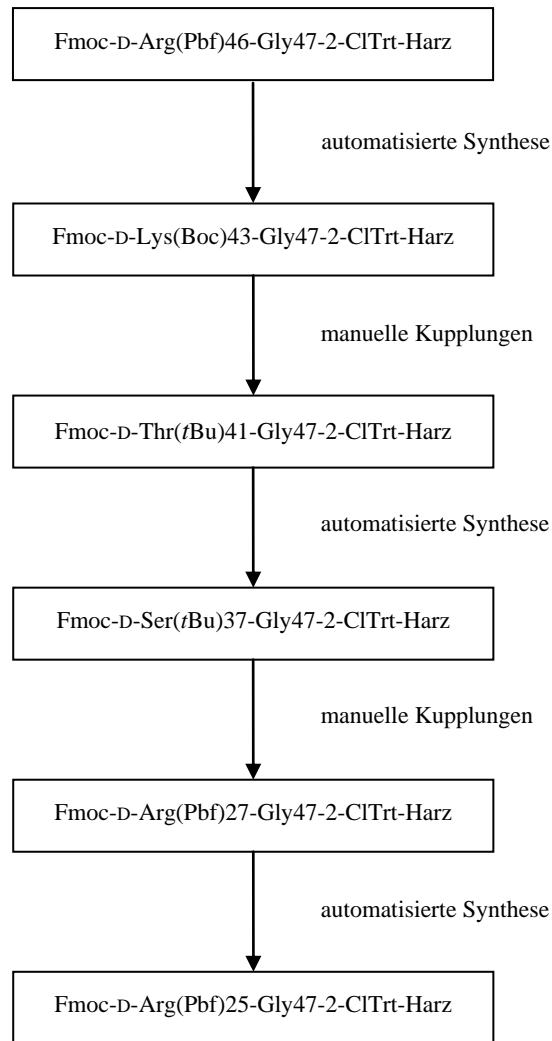 Fmoc-D-Arg(Pbf)46-Gly47-2-ClTrt-Harz
automatisierte Synthese
Fmoc-D-Lys(Boc)43-Gly47-2-ClTrt-Harz
manuelle Kupplungen
Fmoc-D-Thr(tBu)41-Gly47-2-ClTrt-Harz
automatisierte Synthese
Fmoc-D-Ser(tBu)37-Gly47-2-ClTrt-Harz
manuelle Kupplungen
Fmoc-D-Arg(Pbf)27-Gly47-2-ClTrt-Harz
automatisierte Synthese
Fmoc-D-Arg(Pbf)25-Gly47-2-ClTrt-Harz